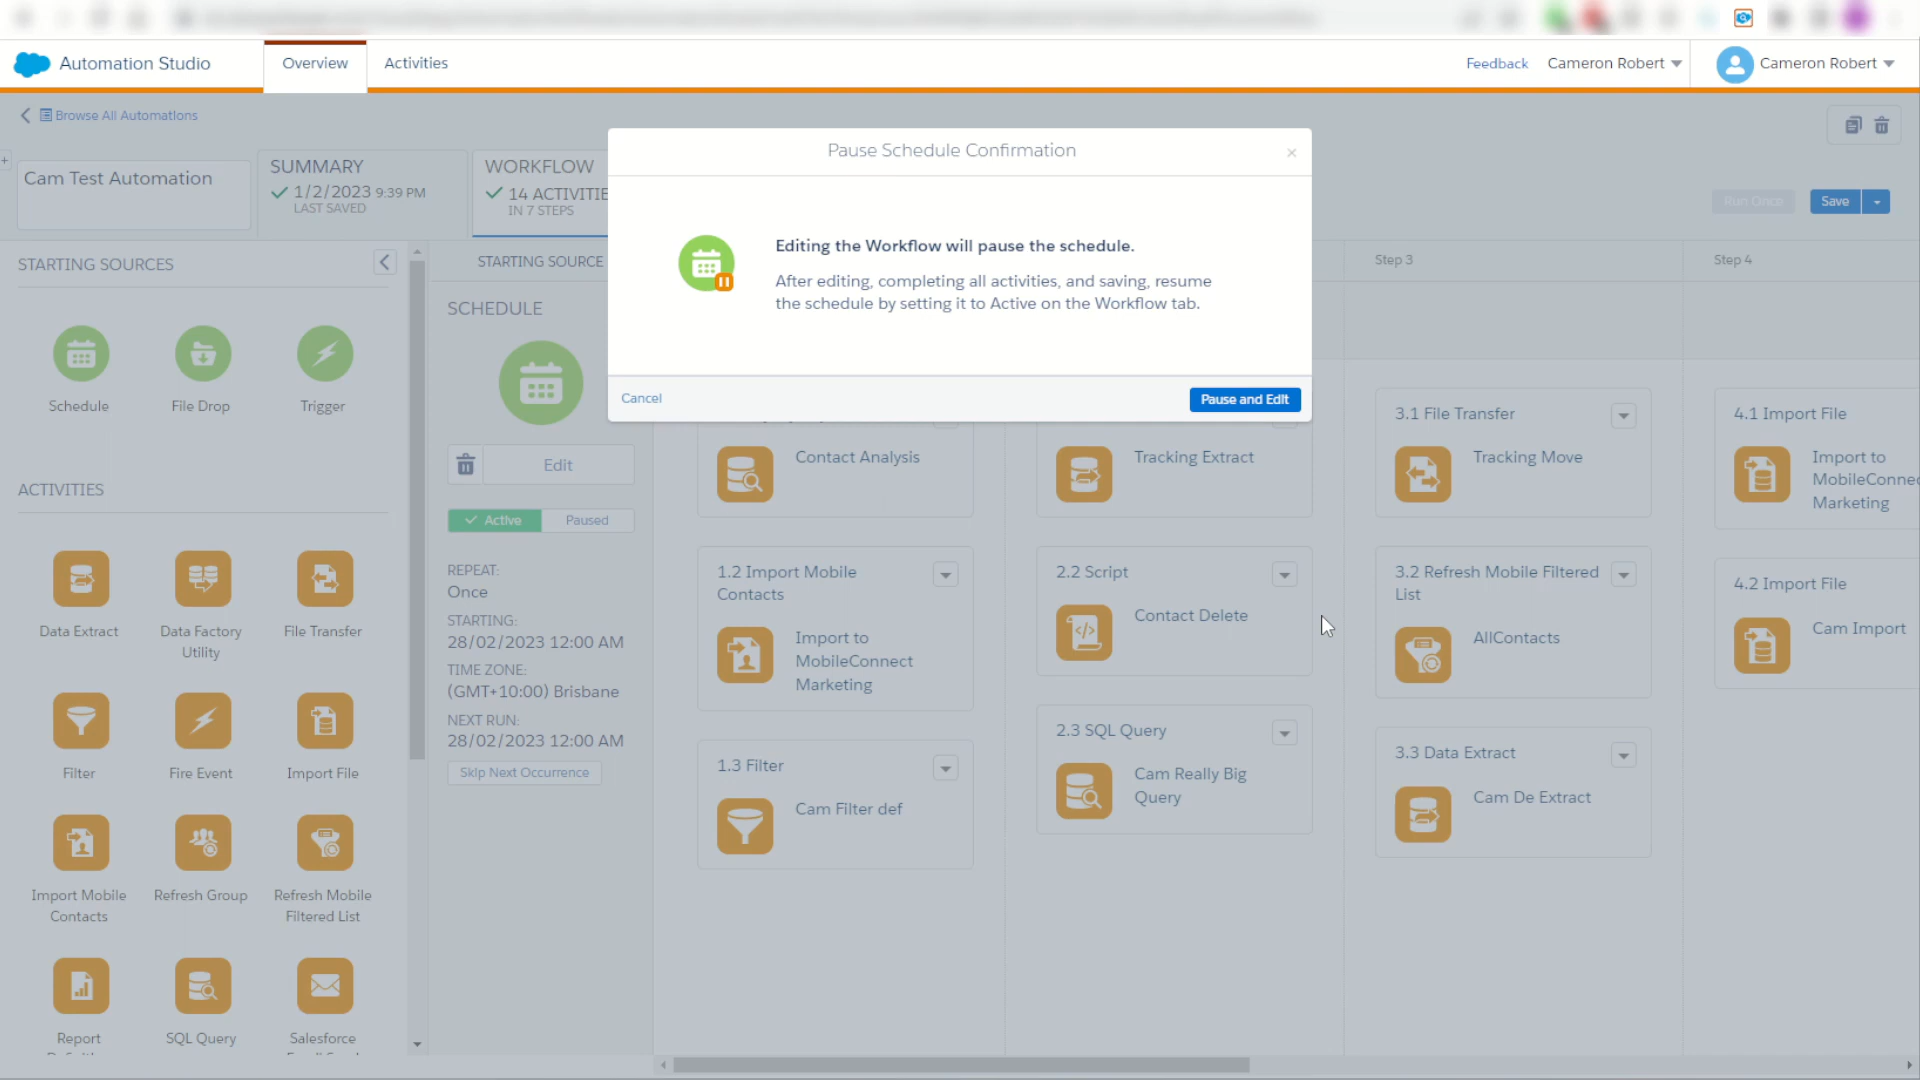 Automation Studio
Overview
Activities
Feedback
Cameron Robert
Cameron Robert
Browse All Automations
Cam Test Automation
SUMMARY
1/2/2023 9:39 PM
LAST SAVED
WORKFLOW
14 ACTIVITIE
IN 7 STEPS
Run Once
Save
Pause Schedule Confirmation
Editing the Workflow will pause the schedule.
After editing, completing all activities, and saving, resume
the schedule by setting it to Active on the Workflow tab.
Cancel
Pause and Edit
STARTING SOURCES
Schedule
File Drop
Trigger
ACTIVITIES
Data Extract
Data Factory
Utility
File Transfer
Filter
Fire Event
Import File
Import Mobile
Contacts
Refresh Group
Refresh Mobile
Filtered List
Report
SQL Query
Salesforce
STARTING SOURCE
SCHEDULE
Edit
Active
Paused
REPEAT:
Once
STARTING:
28/02/2023 12:00 AM
TIME ZONE:
(GMT+10:00) Brisbane
NEXT RUN:
28/02/2023 12:00 AM
Skip Next Occurrence
Contact Analysis
1.2 Import Mobile
Contacts
Import to
MobileConnect
Marketing
1.3 Filter
Cam Filter def
Tracking Extract
2.2 Script
Contact Delete
2.3 SQL Query
Cam Really Big
Query
Step 3
3.1 File Transfer
Tracking Move
3.2 Refresh Mobile Filtered
List
AllContacts
3.3 Data Extract
Cam De Extract
Step 4
4.1 Import File
Import to
MobileConnec
Marketing
4.2 Import File
Cam Import